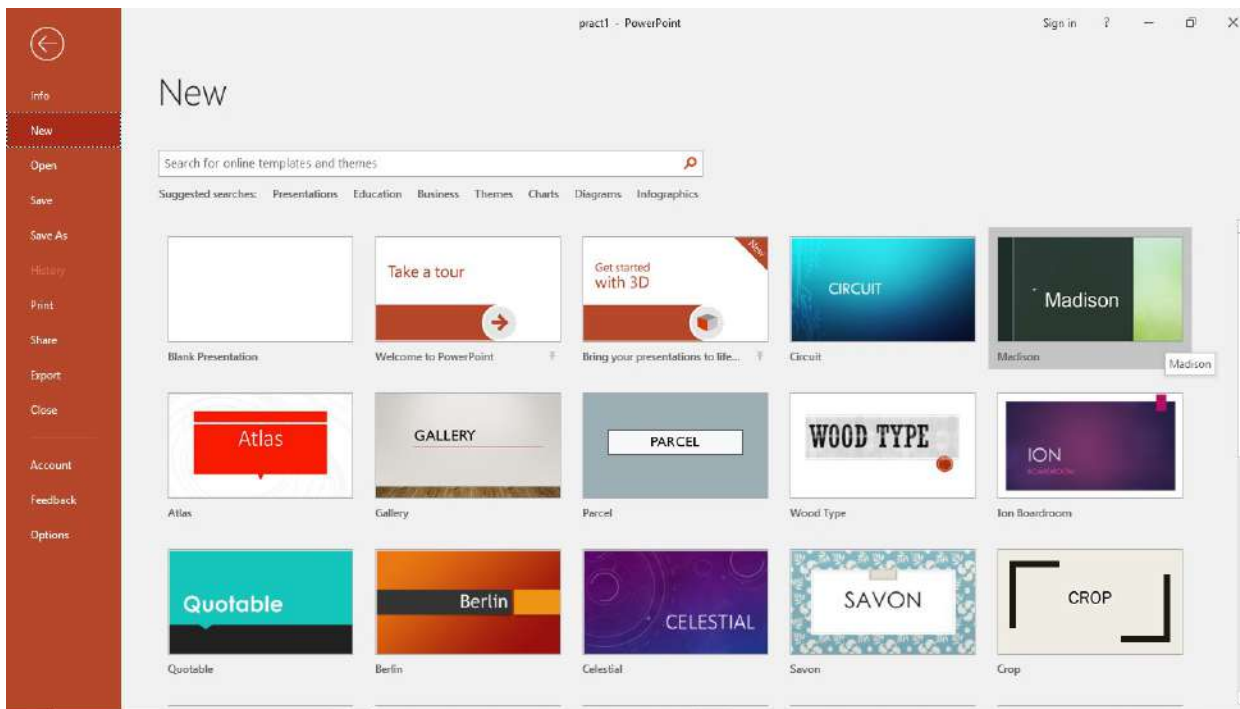 pract1 - PowerPoint
Sign in ?
Info
New
Open
Save
Save As
History
Print
Share
Export
Close
Account
Feedback
Options
New
Search for online templates and themes
Suggested searches: Presentations Education Business Themes Charts Diagrams Infographics
Take a tour
Get started
with 3D
New
CIRCUIT
Madison
Blank Presentation
Welcome to PowerPoint
Bring your presentations to life...
Circuit
Madison
Madison
Atlas
GALLERY
PARCEL
WOOD TYPE
ION
BOARDROOM
Atlas
Gallery
Parcel
Wood Type
Ion Boardroom
Quotable
Berlin
CELESTIAL
SAVON
CROP
Quotable
Berlin
Celestial
Savon
Crop